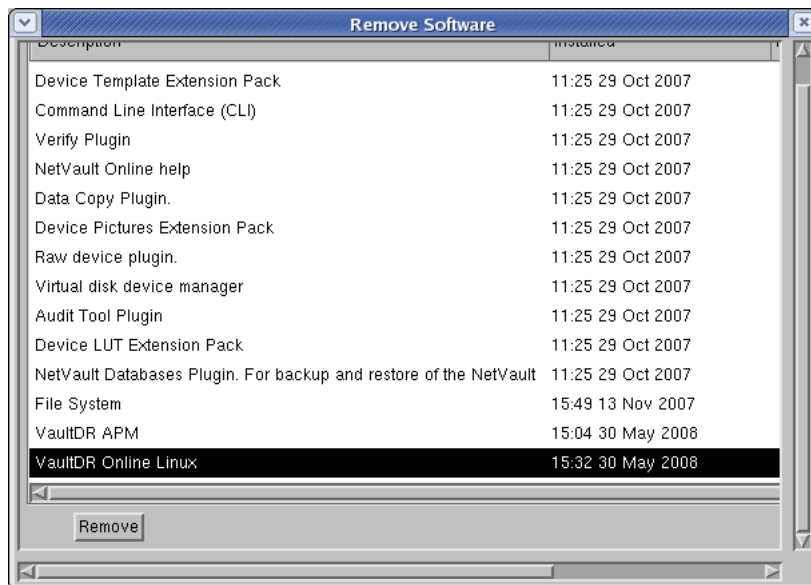 Remove Software
Description Installed
Device Template Extension Pack 11:25 29 Oct 2007
Command Line Interface (CLI) 11:25 29 Oct 2007
Verify Plugin 11:25 29 Oct 2007
NetVault Online help 11:25 29 Oct 2007
Data Copy Plugin. 11:25 29 Oct 2007
Device Pictures Extension Pack 11:25 29 Oct 2007
Raw device plugin. 11:25 29 Oct 2007
Virtual disk device manager 11:25 29 Oct 2007
Audit Tool Plugin 11:25 29 Oct 2007
Device LUT Extension Pack 11:25 29 Oct 2007
NetVault Databases Plugin. For backup and restore of the NetVault 11:25 29 Oct 2007
File System 15:49 13 Nov 2007
VaultDR APM 15:04 30 May 2008
VaultDR Online Linux 15:32 30 May 2008
Remove